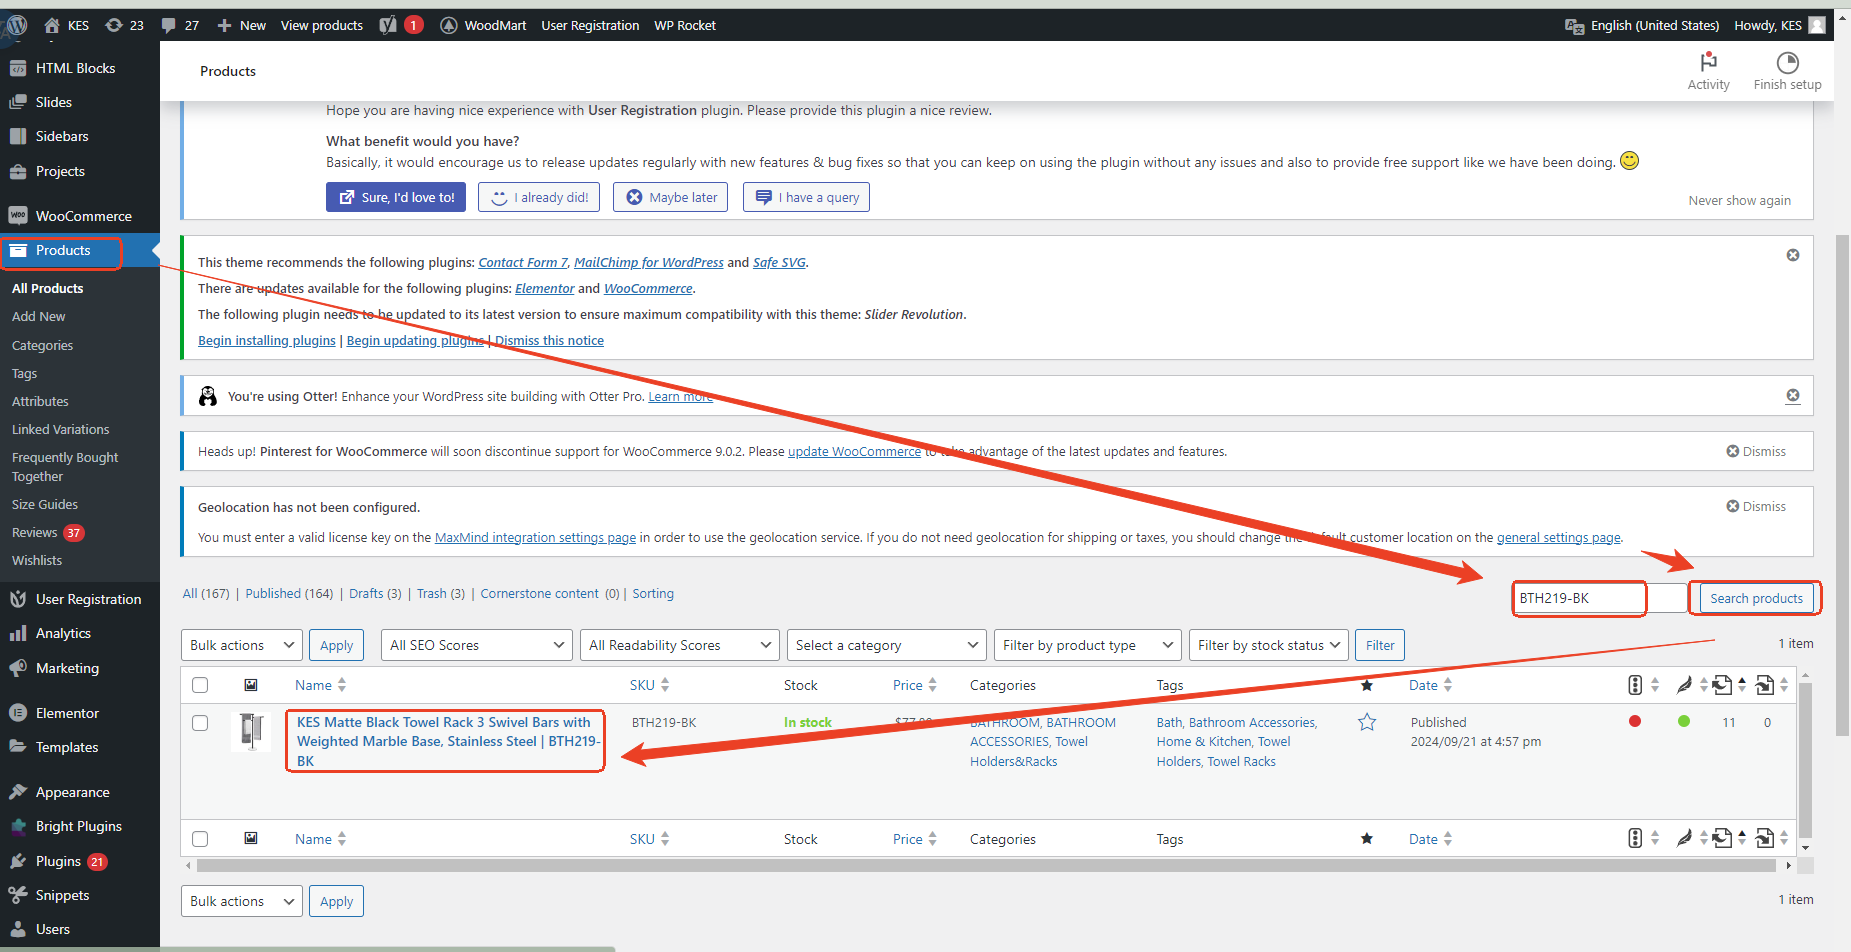 KES 23 27 New View products 1 WoodMart User Registration WP Rocket English (United States) Howdy, KES
HTML Blocks
Slides
Sidebars
Projects
WooCommerce
Products
All Products
Add New
Categories
Tags
Attributes
Linked Variations
Frequently Bought
Together
Size Guides
Reviews 37
Wishlists
User Registration
Analytics
Marketing
Elementor
Templates
Appearance
Bright Plugins
Plugins 21
Snippets
Users
Products
Activity
Finish setup
Hope you are having nice experience with User Registration plugin. Please provide this plugin a nice review.
What benefit would you have?
Basically, it would encourage us to release updates regularly with new features & bug fixes so that you can keep on using the plugin without any issues and also to provide free support like we have been doing.
Sure, I'd love to! I already did! Maybe later I have a query
Never show again
This theme recommends the following plugins: Contact Form 7, MailChimp for WordPress and Safe SVG.
There are updates available for the following plugins: Elementor and WooCommerce.
The following plugin needs to be updated to its latest version to ensure maximum compatibility with this theme: Slider Revolution.
Begin installing plugins | Begin updating plugins | Dismiss this notice
You're using Otter! Enhance your WordPress site building with Otter Pro. Learn more
Heads up! Pinterest for WooCommerce will soon discontinue support for WooCommerce 9.0.2. Please update WooCommerce to take advantage of the latest updates and features.
Dismiss
Geolocation has not been configured.
Dismiss
You must enter a valid license key on the MaxMind integration settings page in order to use the geolocation service. If you do not need geolocation for shipping or taxes, you should change the default customer location on the general settings page.
All (167) | Published (164) | Drafts (3) | Trash (3) | Cornerstone content (0) | Sorting
BTH219-BK
Search products
Bulk actions Apply All SEO Scores All Readability Scores Select a category Filter by product type Filter by stock status Filter
1 item
Name SKU Stock Price Categories Tags Date
KES Matte Black Towel Rack 3 Swivel Bars with
Weighted Marble Base, Stainless Steel | BTH219-
BK
BTH219-BK
In stock
BATHROOM, BATHROOM
ACCESSORIES, Towel
Holders&Racks
Bath, Bathroom Accessories,
Home & Kitchen, Towel
Holders, Towel Racks
Published
2024/09/21 at 4:57 pm
11
0
Name SKU Stock Price Categories Tags Date
Bulk actions Apply
1 item